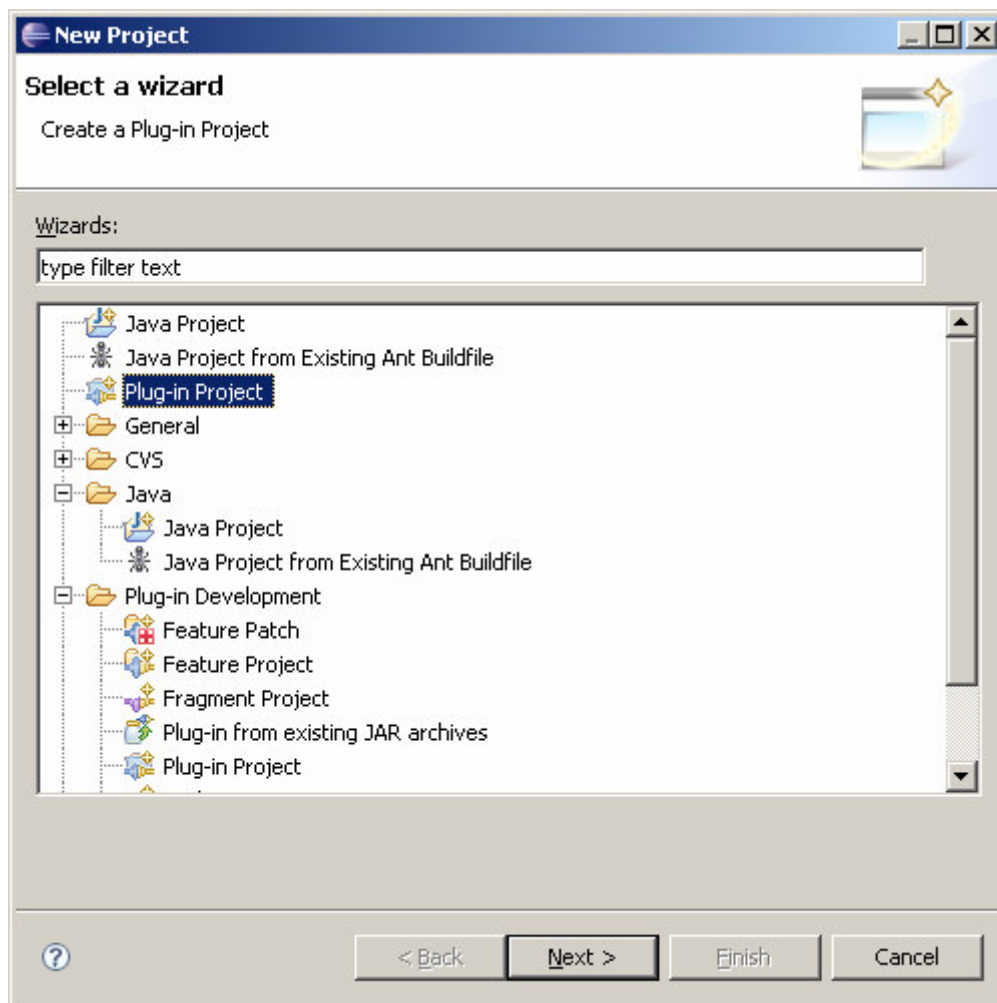 New Project
Select a wizard
Create a Plug-in Project
Wizards:
type filter text
Java Project
Java Project from Existing Ant Buildfile
Plug-in Project
General
CVS
Java
Java Project
Java Project from Existing Ant Buildfile
Plug-in Development
Feature Patch
Feature Project
Fragment Project
Plug-in from existing JAR archives
Plug-in Project
< Back Next > Finish Cancel